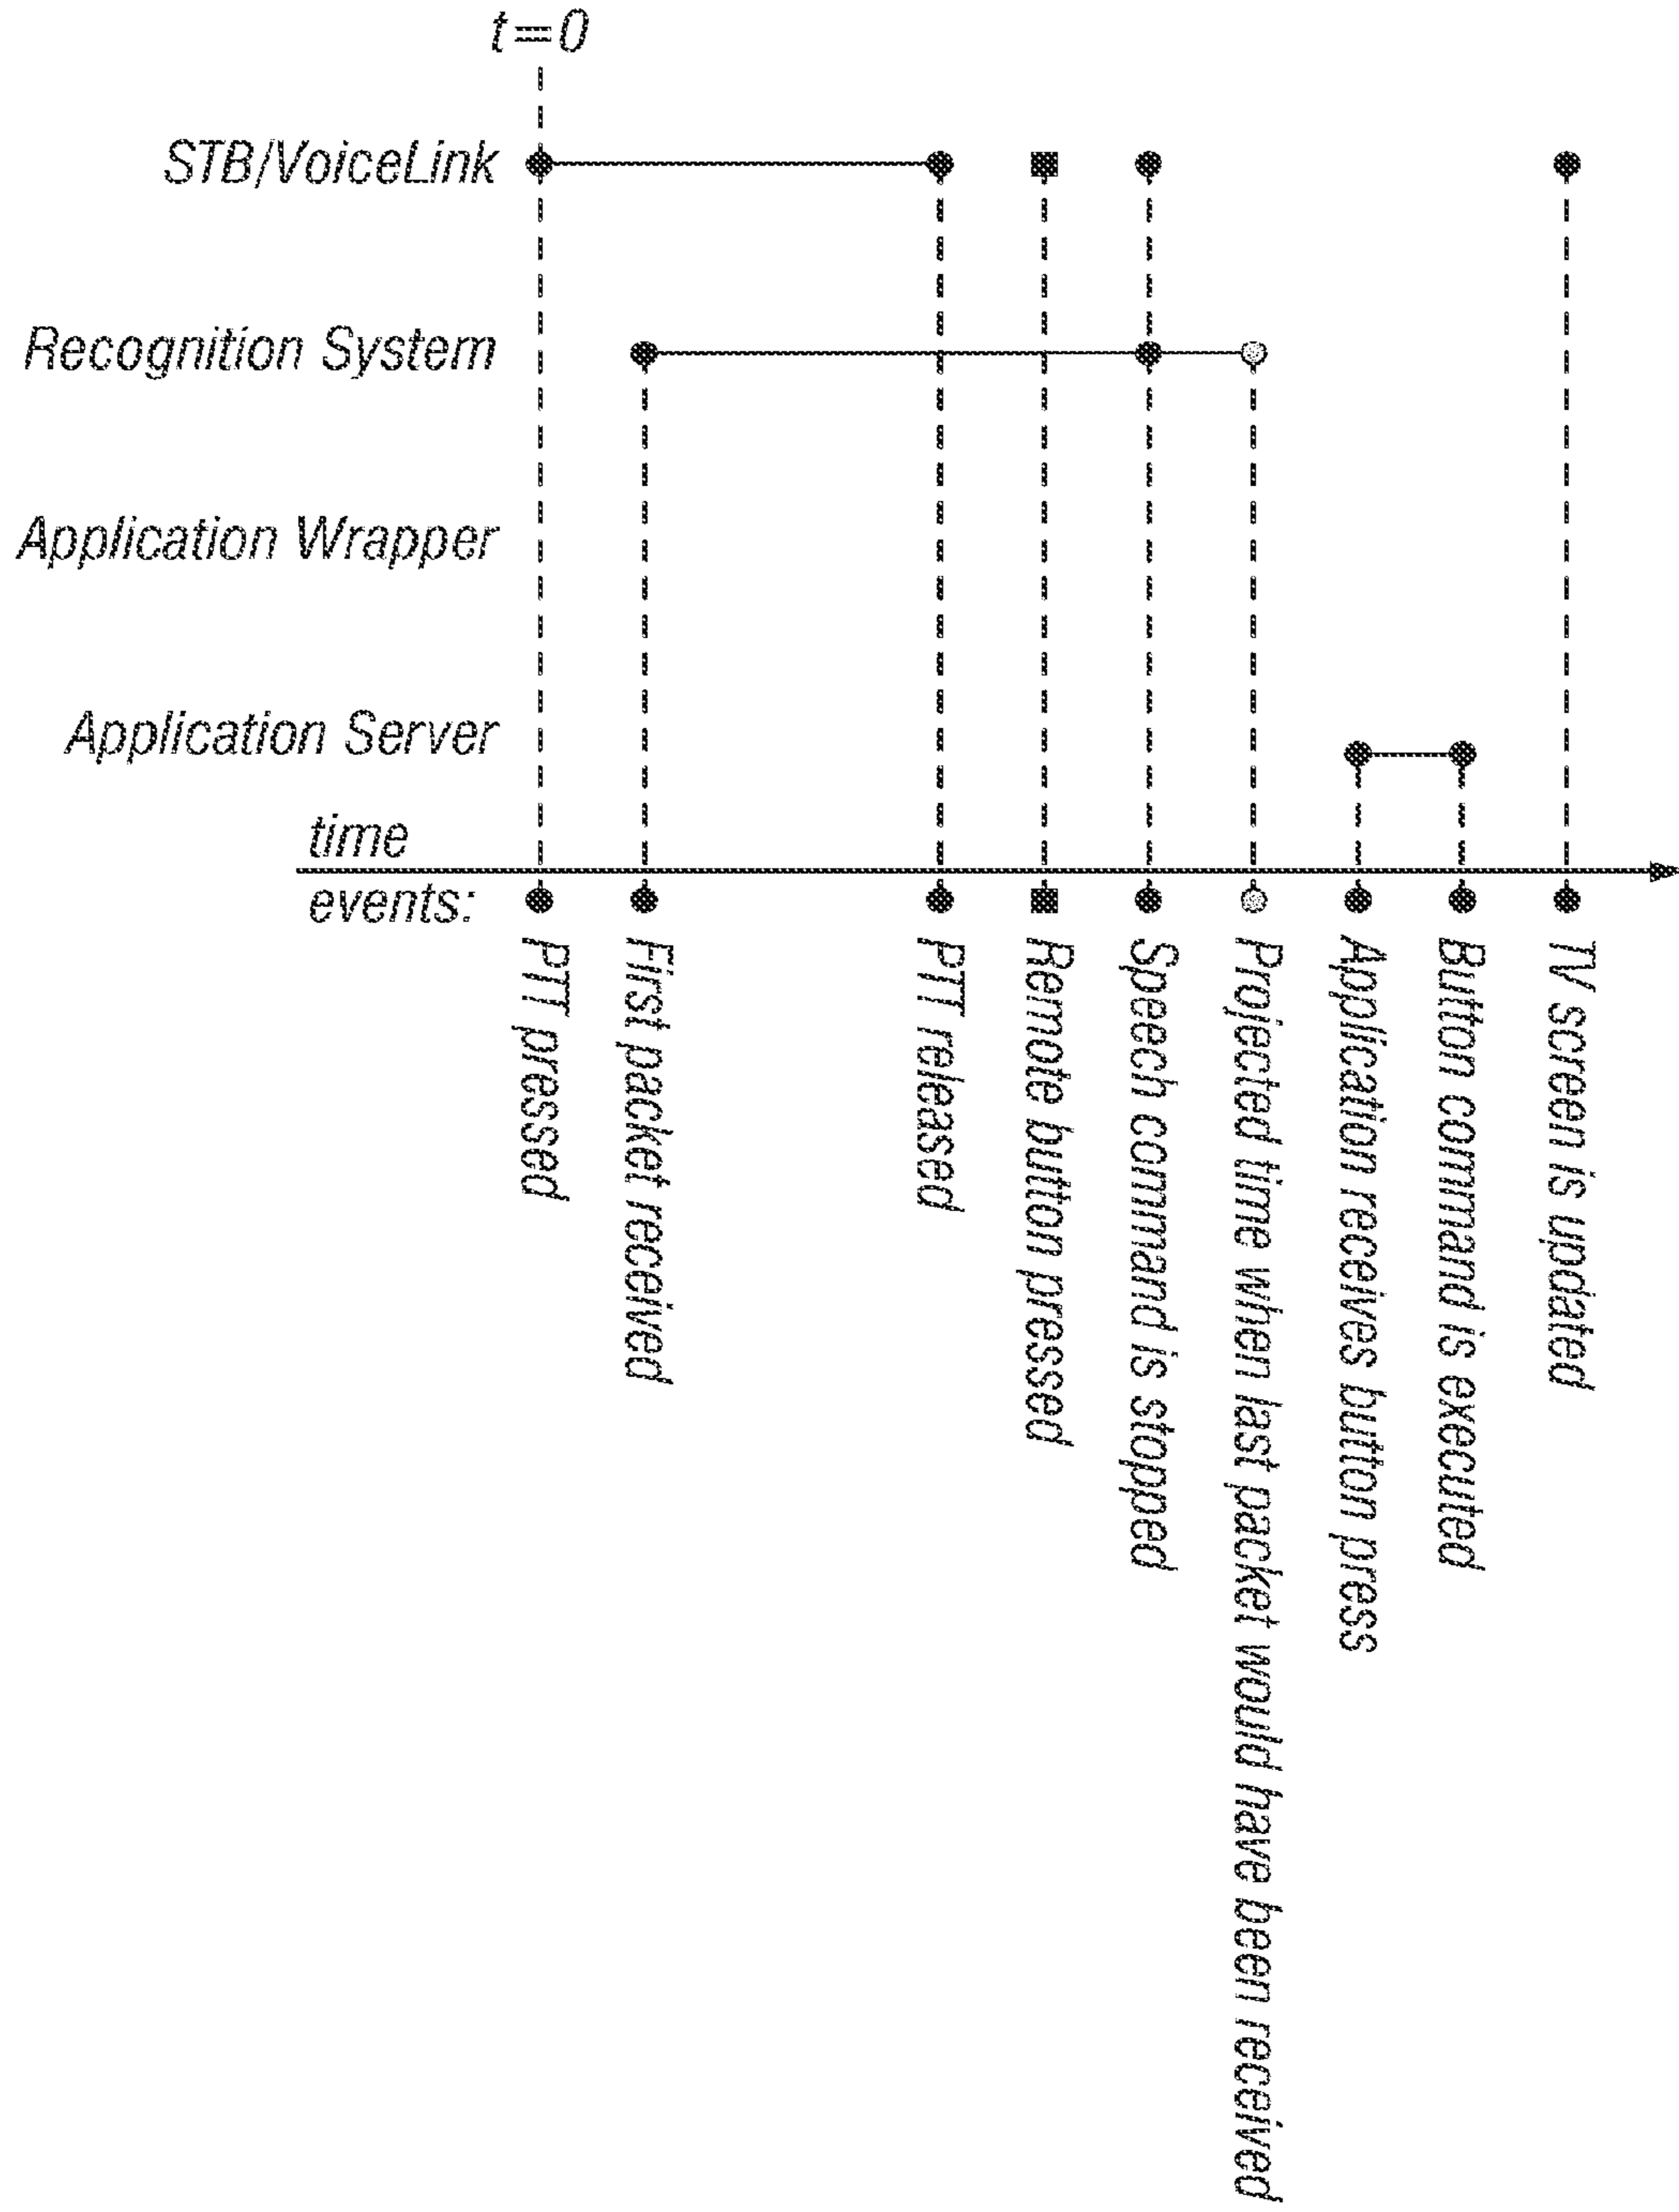 t=0
STB/VoiceLink
Recognition System
Application Wrapper
Application Server
time
events:
PTT pressed
First packet received
PTT released
Remote button pressed
Speech command is stopped
Projected time when last packet would have been received
Application receives button press
Button command is executed
TV screen is updated